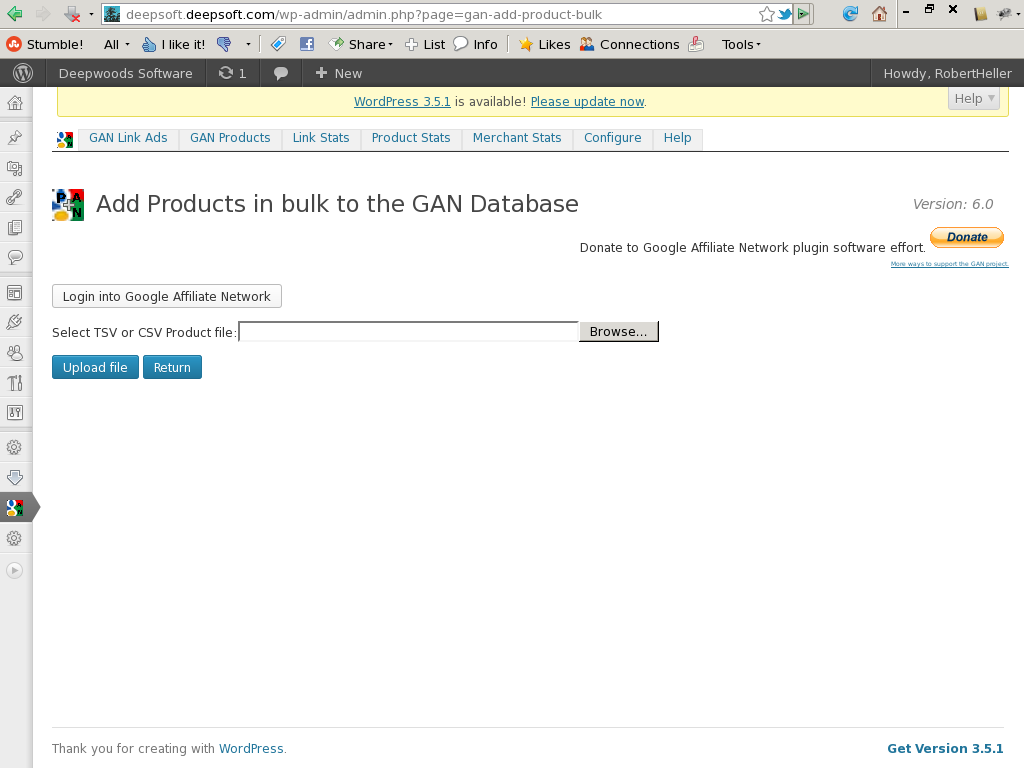 deepsoft.deepsoft.com/wp-admin/admin.php?page=gan-add-product-bulk
Stumble! All I like it! Share List Info Likes Connections Tools
Deepwoods Software 1 New Howdy, RobertHeller
WordPress 3.5.1 is available! Please update now.
Help
GAN Link Ads GAN Products Link Stats Product Stats Merchant Stats Configure Help
Add Products in bulk to the GAN Database
Version: 6.0
Donate to Google Affiliate Network plugin software effort. Donate
More ways to support the GAN project.
Login into Google Affiliate Network
Select TSV or CSV Product file: Browse...
Upload file Return
Thank you for creating with WordPress. Get Version 3.5.1